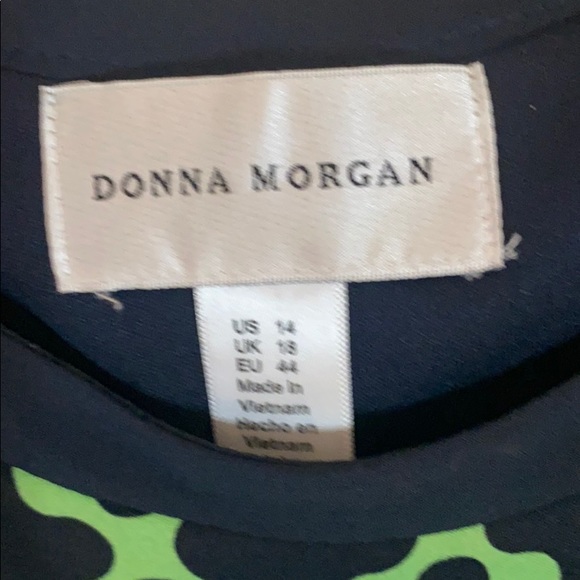 DONNA MORGAN
US 14
UK 18
EU 44
Made in
Vietnam
Hecho en
Vietnam